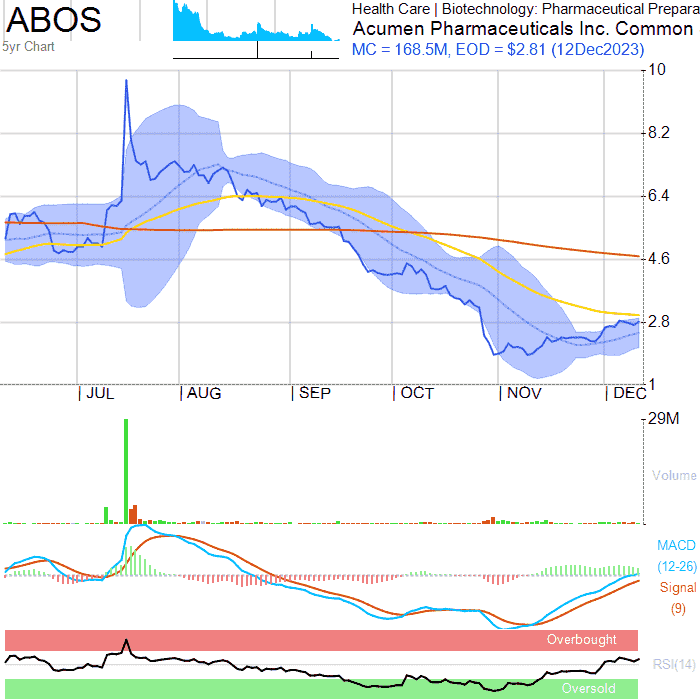 ABOS
5yr Chart
Health Care | Biotechnology: Pharmaceutical Prepara
Acumen Pharmaceuticals Inc. Common
MC = 168.5M, EOD = $2.81 (12Dec2023)
10
8.2
6.4
4.6
2.8
1
| JUL | AUG | SEP | OCT | NOV | DEC
29M
Volume
MACD
(12-26)
Signal
(9)
Overbought
RSI(14)
Oversold